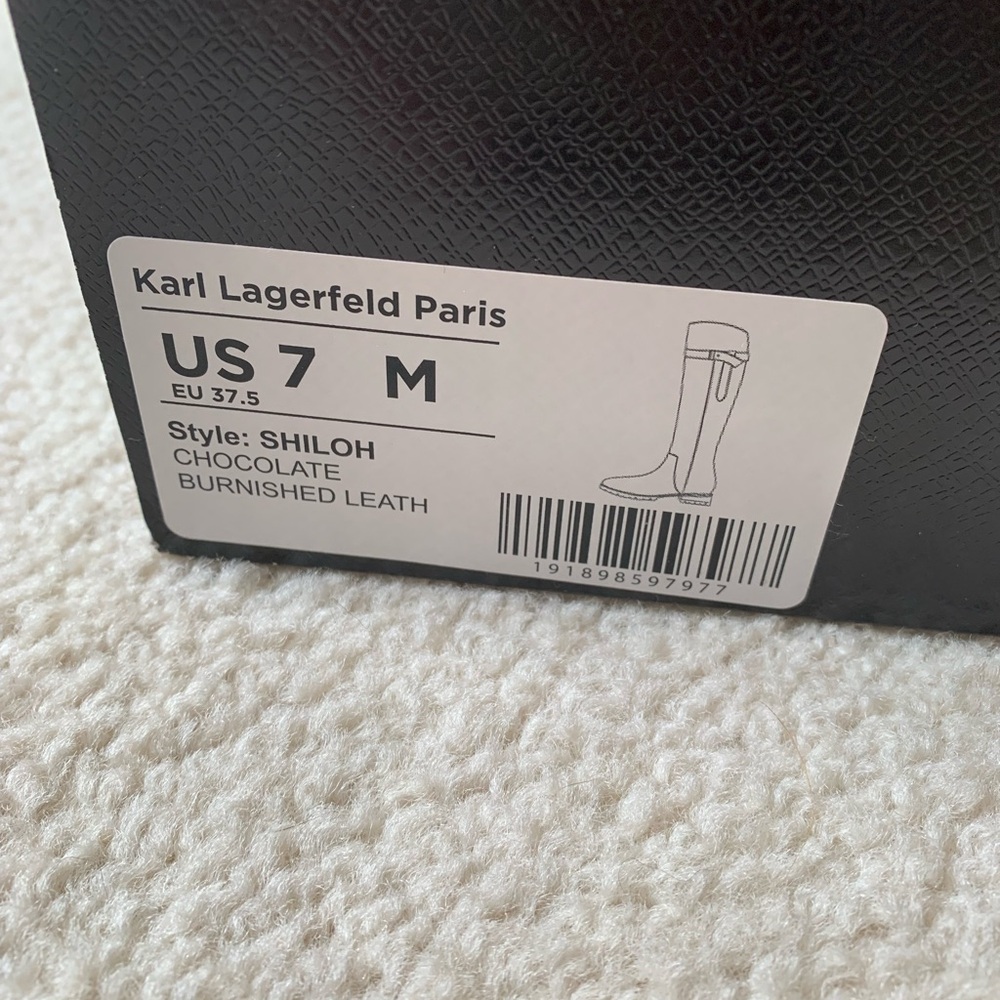 Karl Lagerfeld Paris
US 7 M
EU 37.5
Style: SHILOH
CHOCOLATE
BURNISHED LEATH
191898597977